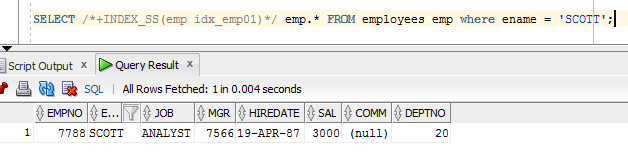 SELECT /*+INDEX_SS(emp idx_emp01)*/ emp.* FROM employees emp where ename = 'SCOTT';
Script Output × Query Result ×
SQL | All Rows Fetched: 1 in 0.004 seconds
EMPNO E... JOB MGR HIREDATE SAL COMM DEPTNO
1 7788 SCOTT ANALYST 7566 19-APR-87 3000 (null) 20